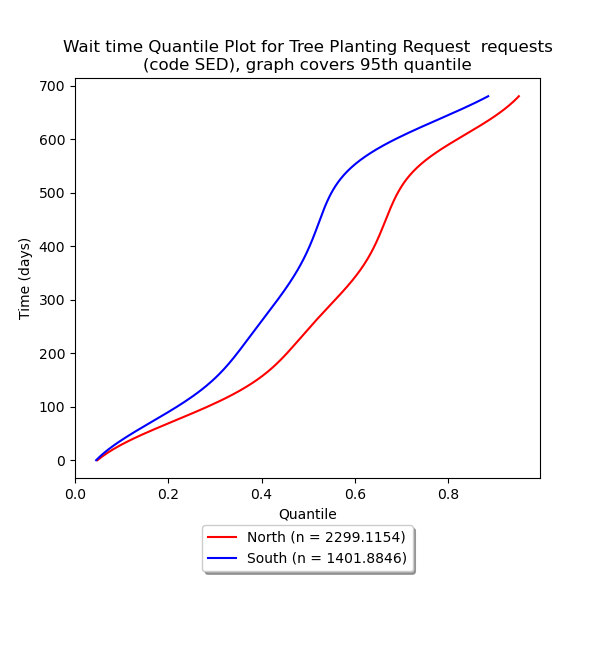 Wait time Quantile Plot for Tree Planting Request  requests
(code SED), graph covers 95th quantile
700
600
500
400
300
200
100
0
Time (days)
0.0 0.2 0.4 0.6 0.8
Quantile
North (n = 2299.1154)
South (n = 1401.8846)